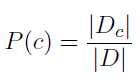 P(c) = |D_c| / |D|